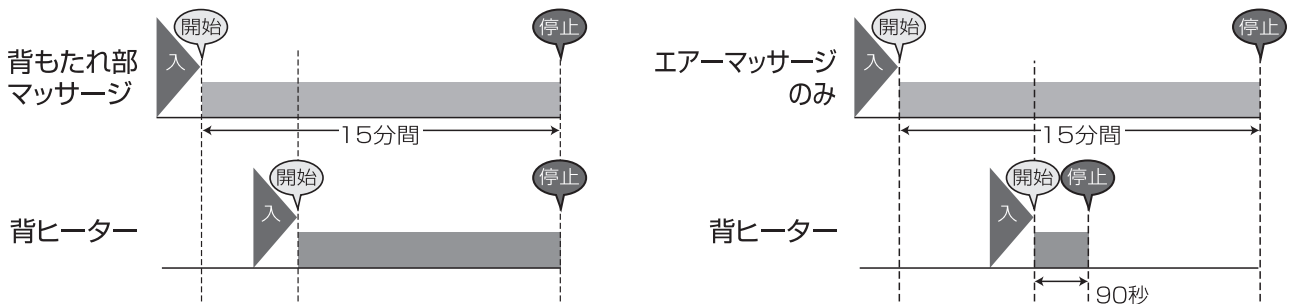 開始
停止
入
背もたれ部
マッサージ
15分間
開始
停止
入
背ヒーター
開始
停止
入
エアーマッサージ
のみ
15分間
開始
停止
入
背ヒーター
90秒